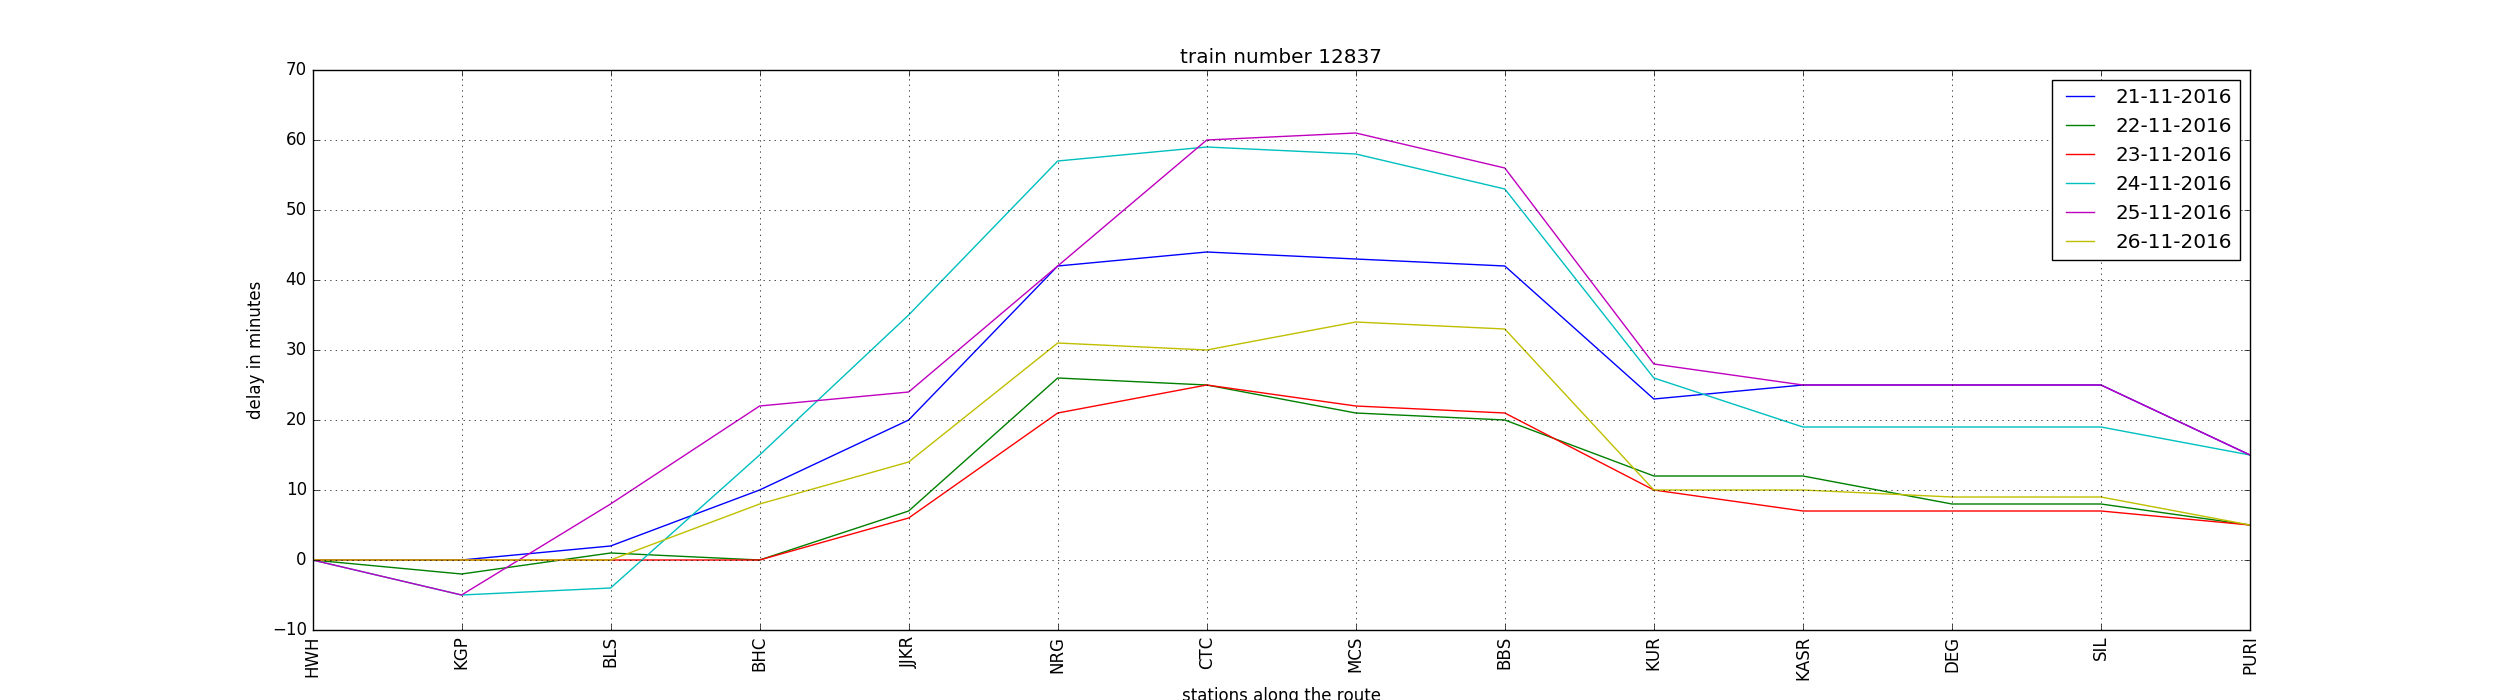 train number 12837
70
60
50
40
30
20
10
0
−10
delay in minutes
21-11-2016
22-11-2016
23-11-2016
24-11-2016
25-11-2016
26-11-2016
HWH
KGP
BLS
BHC
JJKR
NRG
CTC
MCS
BBS
KUR
KASR
DEG
SIL
PURI
stations along the route